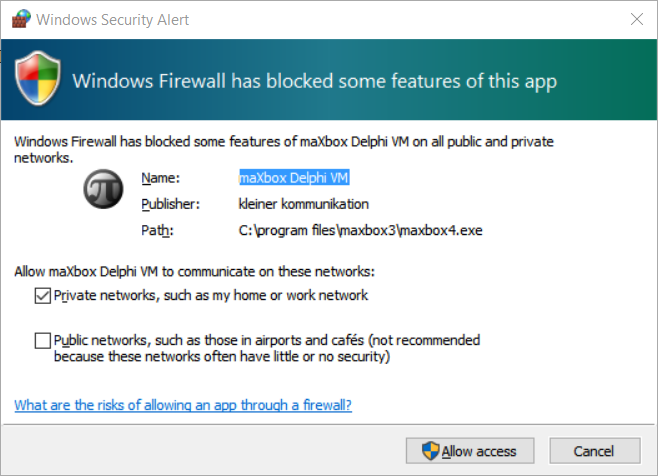 Windows Security Alert
Windows Firewall has blocked some features of this app
Windows Firewall has blocked some features of maXbox Delphi VM on all public and private
networks.
Name: maXbox Delphi VM
Publisher: kleiner kommunikation
Path: C:\program files\maxbox3\maxbox4.exe
Allow maXbox Delphi VM to communicate on these networks:
Private networks, such as my home or work network
Public networks, such as those in airports and cafés (not recommended
because these networks often have little or no security)
What are the risks of allowing an app through a firewall?
Allow access Cancel